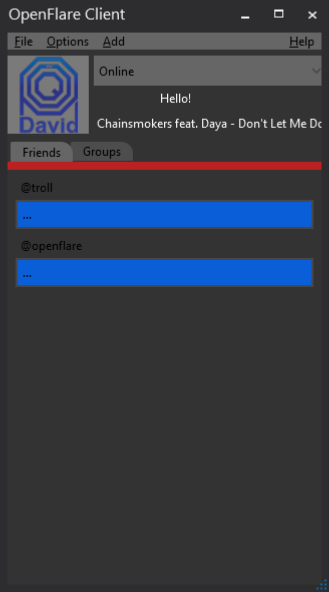 OpenFlare Client
File Options Add Help
David
Online
Hello!
Chainsmokers feat. Daya - Don't Let Me Do
Friends Groups
@troll
...
@openflare
...